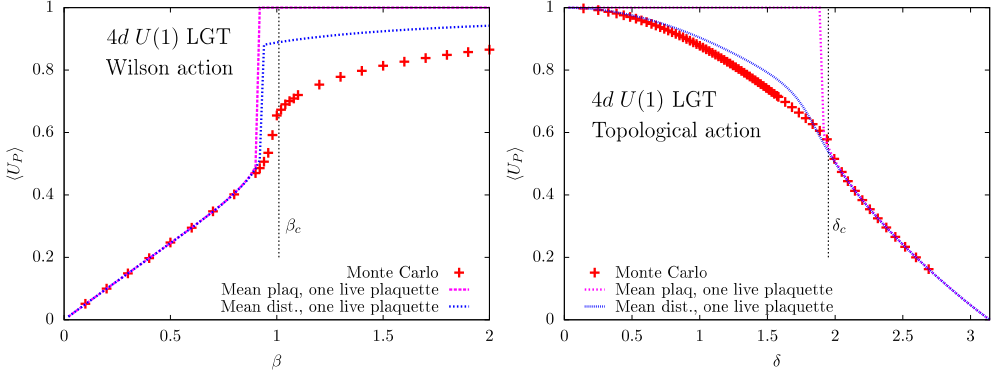 4d U(1) LGT
Wilson action
⟨U_P⟩
1
0.8
0.6
0.4
0.2
0
β_c
Monte Carlo
Mean plaq, one live plaquette
Mean dist., one live plaquette
0
0.5
1
1.5
2
β
4d U(1) LGT
Topological action
⟨U_P⟩
1
0.8
0.6
0.4
0.2
0
δ_c
Monte Carlo
Mean plaq, one live plaquette
Mean dist., one live plaquette
0
0.5
1
1.5
2
2.5
3
δ